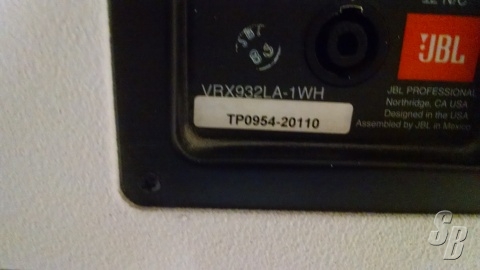 ± N/C
JBL
VRX932LA-1WH
TP0954-20110
JBL PROFESSIONAL
Northridge, CA USA
Designed in the USA
Assembled by JBL in Mexico
SB